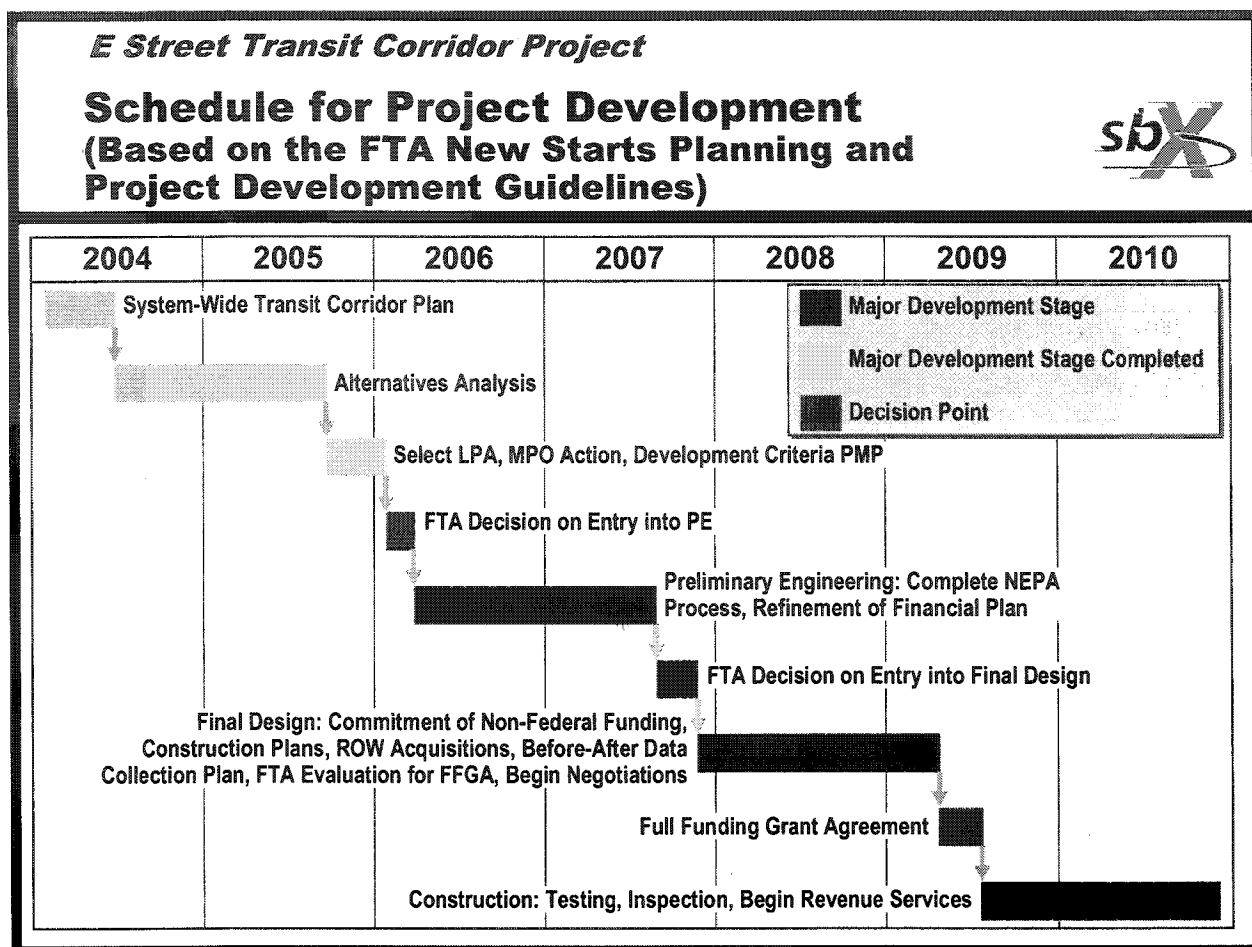 E Street Transit Corridor Project
Schedule for Project Development
(Based on the FTA New Starts Planning and
Project Development Guidelines)
sbX
2004 2005 2006 2007 2008 2009 2010
System-Wide Transit Corridor Plan
Major Development Stage
Major Development Stage Completed
Decision Point
Alternatives Analysis
Select LPA, MPO Action, Development Criteria PMP
FTA Decision on Entry into PE
Preliminary Engineering: Complete NEPA
Process, Refinement of Financial Plan
FTA Decision on Entry into Final Design
Final Design: Commitment of Non-Federal Funding,
Construction Plans, ROW Acquisitions, Before-After Data
Collection Plan, FTA Evaluation for FFGA, Begin Negotiations
Full Funding Grant Agreement
Construction: Testing, Inspection, Begin Revenue Services